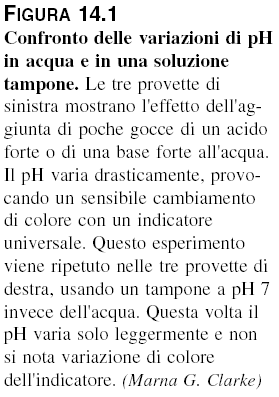 FIGURA 14.1
Confronto delle variazioni di pH
in acqua e in una soluzione
tampone. Le tre provette di
sinistra mostrano l'effetto dell'ag-
giunta di poche gocce di un acido
forte o di una base forte all'acqua.
Il pH varia drasticamente, provo-
cando un sensibile cambiamento
di colore con un indicatore
universale. Questo esperimento
viene ripetuto nelle tre provette di
destra, usando un tampone a pH 7
invece dell'acqua. Questa volta il
pH varia solo leggermente e non
si nota variazione di colore
dell'indicatore. (Marna G. Clarke)